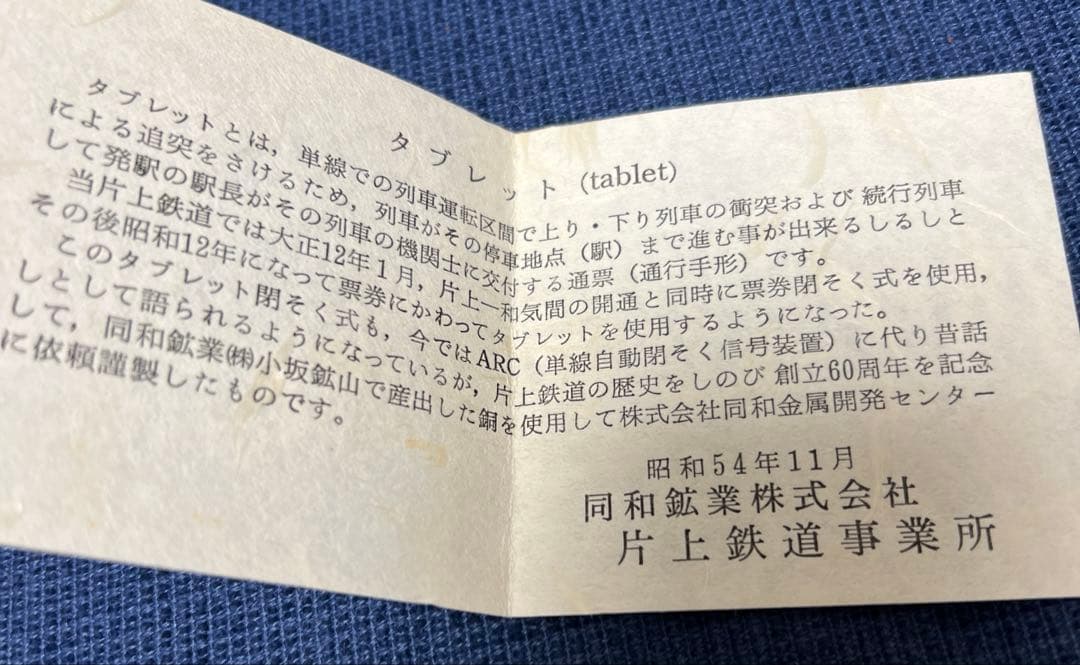 タブレット (tablet)
タブレットとは，単線での列車運転区間で上り・下り列車の衝突および続行列車
による追突をさけるため，列車がその停車地点（駅）まで進む事が出来るしるしと
して発駅の駅長がその列車の機関士に交付する通票（通行手形）です。
当片上鉄道では大正12年1月，片上－和気間の開通と同時に票券閉そく式を使用，
その後昭和12年になって票券にかわってタブレットを使用するようになった。
このタブレット閉そく式も，今ではARC（単線自動閉そく信号装置）に代り昔話
しとして語られるようになっているが，片上鉄道の歴史をしのび 創立60周年を記念
して，同和鉱業㈱小坂鉱山で産出した銅を使用して株式会社同和金属開発センター
に依頼謹製したものです。
昭和54年11月
同和鉱業株式会社
片上鉄道事業所